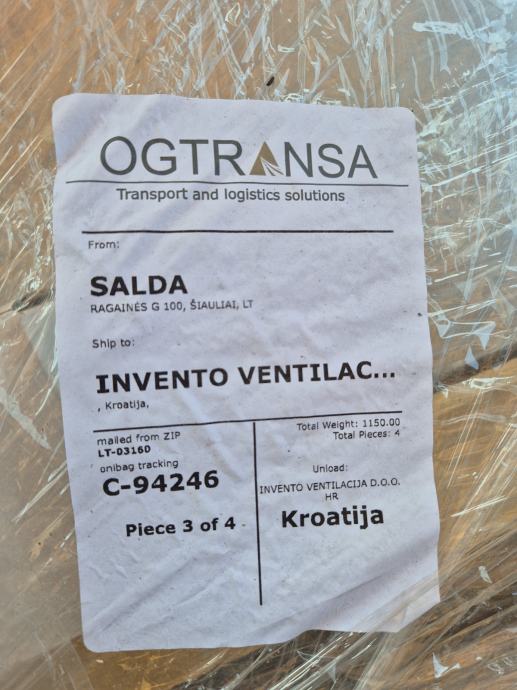 OGTRANSA
Transport and logistics solutions
From:
SALDA
RAGAINĖS G 100, ŠIAULIAI, LT
Ship to:
INVENTO VENTILAC...
, Kroatija,
mailed from ZIP
LT-03160
onibag tracking
C-94246
Piece 3 of 4
Total Weight: 1150.00
Total Pieces: 4
Unload:
INVENTO VENTILACIJA D.O.O.
HR
Kroatija